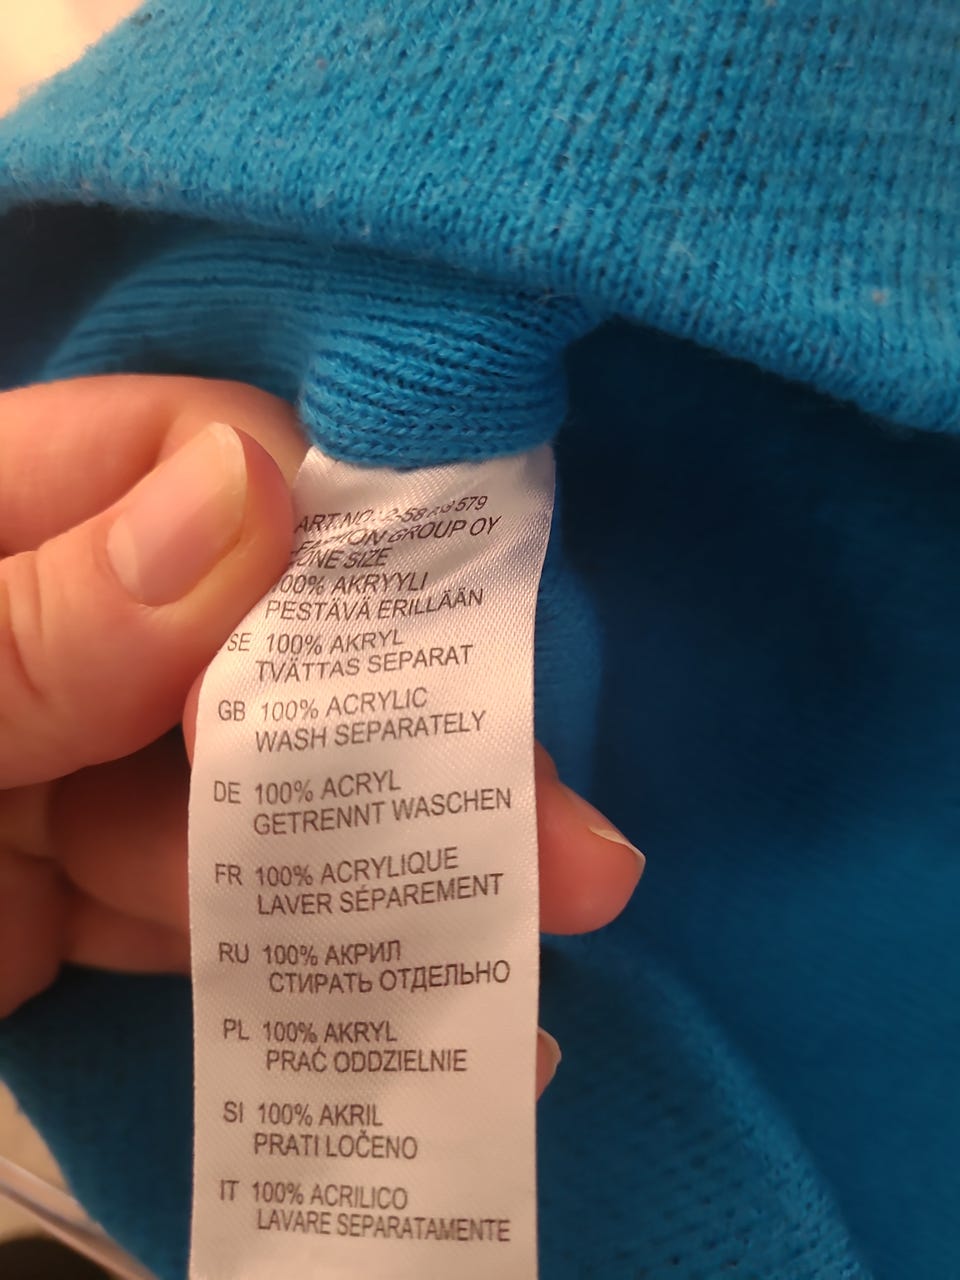 ART.NO.
FASHION GROUP OY
ONE SIZE
100% AKRYYLI
PESTÄVÄ ERILLÄÄN
SE 100% AKRYL
TVÄTTAS SEPARAT
GB 100% ACRYLIC
WASH SEPARATELY
DE 100% ACRYL
GETRENNT WASCHEN
FR 100% ACRYLIQUE
LAVER SÉPAREMENT
RU 100% АКРИЛ
СТИРАТЬ ОТДЕЛЬНО
PL 100% AKRYL
PRAĆ ODDZIELNIE
SI 100% AKRIL
PRATI LOČENO
IT 100% ACRILICO
LAVARE SEPARATAMENTE